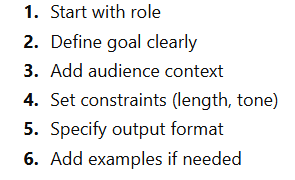 1. Start with role
2. Define goal clearly
3. Add audience context
4. Set constraints (length, tone)
5. Specify output format
6. Add examples if needed